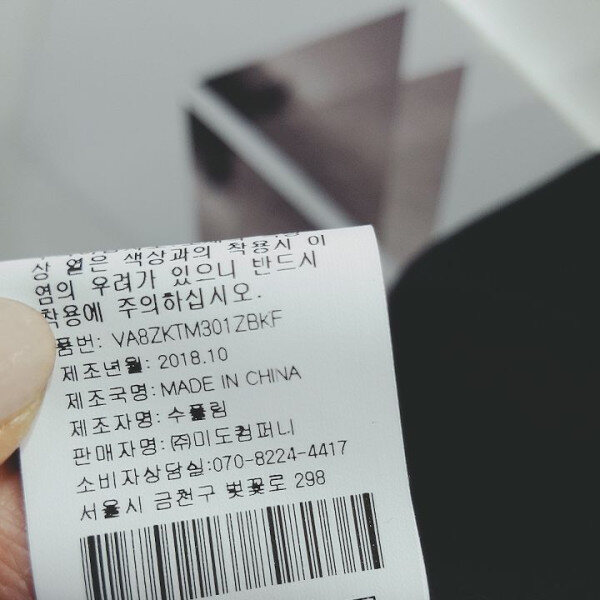 상 옅은 색상과의 착용시 이
염의 우려가 있으니 반드시
착용에 주의하십시오.
품번: VA8ZKTM301ZBKF
제조년월: 2018.10
제조국명: MADE IN CHINA
제조자명: 수플림
판매자명: ㈜미도컴퍼니
소비자상담실:070-8224-4417
서울시 금천구 벚꽃로 298